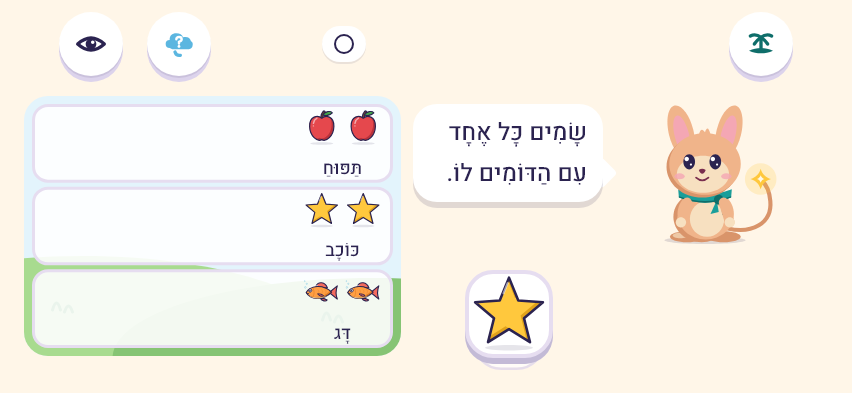 שָׂמִים כָּל אֶחָד
עִם הַדּוֹמִים לוֹ.
תַּפּוּחַ
כּוֹכָב
דָּג
?